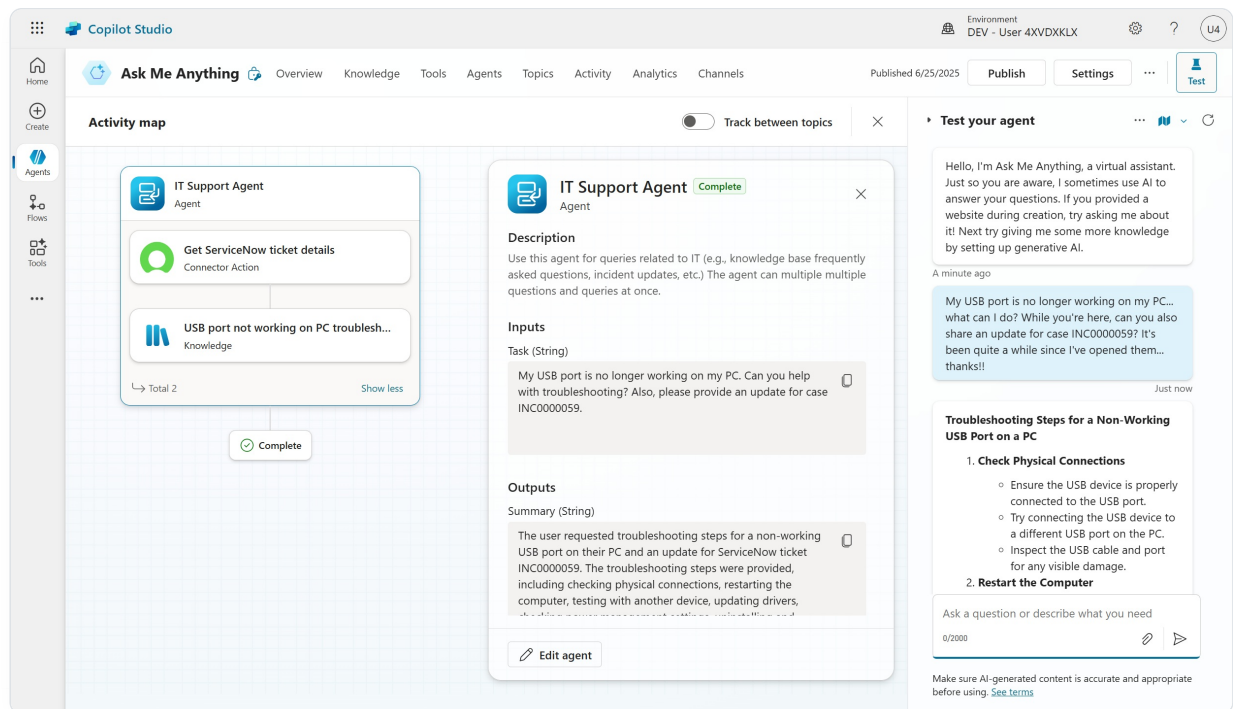 Copilot Studio
Environment
DEV - User 4XVDXKLX
?
U4
Home
Create
Agents
Flows
Tools
Ask Me Anything
Overview
Knowledge
Tools
Agents
Topics
Activity
Analytics
Channels
Published 6/25/2025
Publish
Settings
Test
Activity map
Track between topics
IT Support Agent
Agent
Get ServiceNow ticket details
Connector Action
USB port not working on PC troublesh...
Knowledge
Total 2
Show less
Complete
IT Support Agent
Complete
Agent
Description
Use this agent for queries related to IT (e.g., knowledge base frequently
asked questions, incident updates, etc.) The agent can multiple multiple
questions and queries at once.
Inputs
Task (String)
My USB port is no longer working on my PC. Can you help
with troubleshooting? Also, please provide an update for case
INC0000059.
Outputs
Summary (String)
The user requested troubleshooting steps for a non-working
USB port on their PC and an update for ServiceNow ticket
INC0000059. The troubleshooting steps were provided,
including checking physical connections, restarting the
computer, testing with another device, updating drivers,
Edit agent
Test your agent
Hello, I'm Ask Me Anything, a virtual assistant.
Just so you are aware, I sometimes use AI to
answer your questions. If you provided a
website during creation, try asking me about
it! Next try giving me some more knowledge
by setting up generative AI.
A minute ago
My USB port is no longer working on my PC...
what can I do? While you're here, can you also
share an update for case INC0000059? It's
been quite a while since I've opened them...
thanks!!
Just now
Troubleshooting Steps for a Non-Working
USB Port on a PC
1. Check Physical Connections
Ensure the USB device is properly
connected to the USB port.
Try connecting the USB device to
a different USB port on the PC.
Inspect the USB cable and port
for any visible damage.
2. Restart the Computer
Ask a question or describe what you need
0/2000
Make sure AI-generated content is accurate and appropriate
before using. See terms